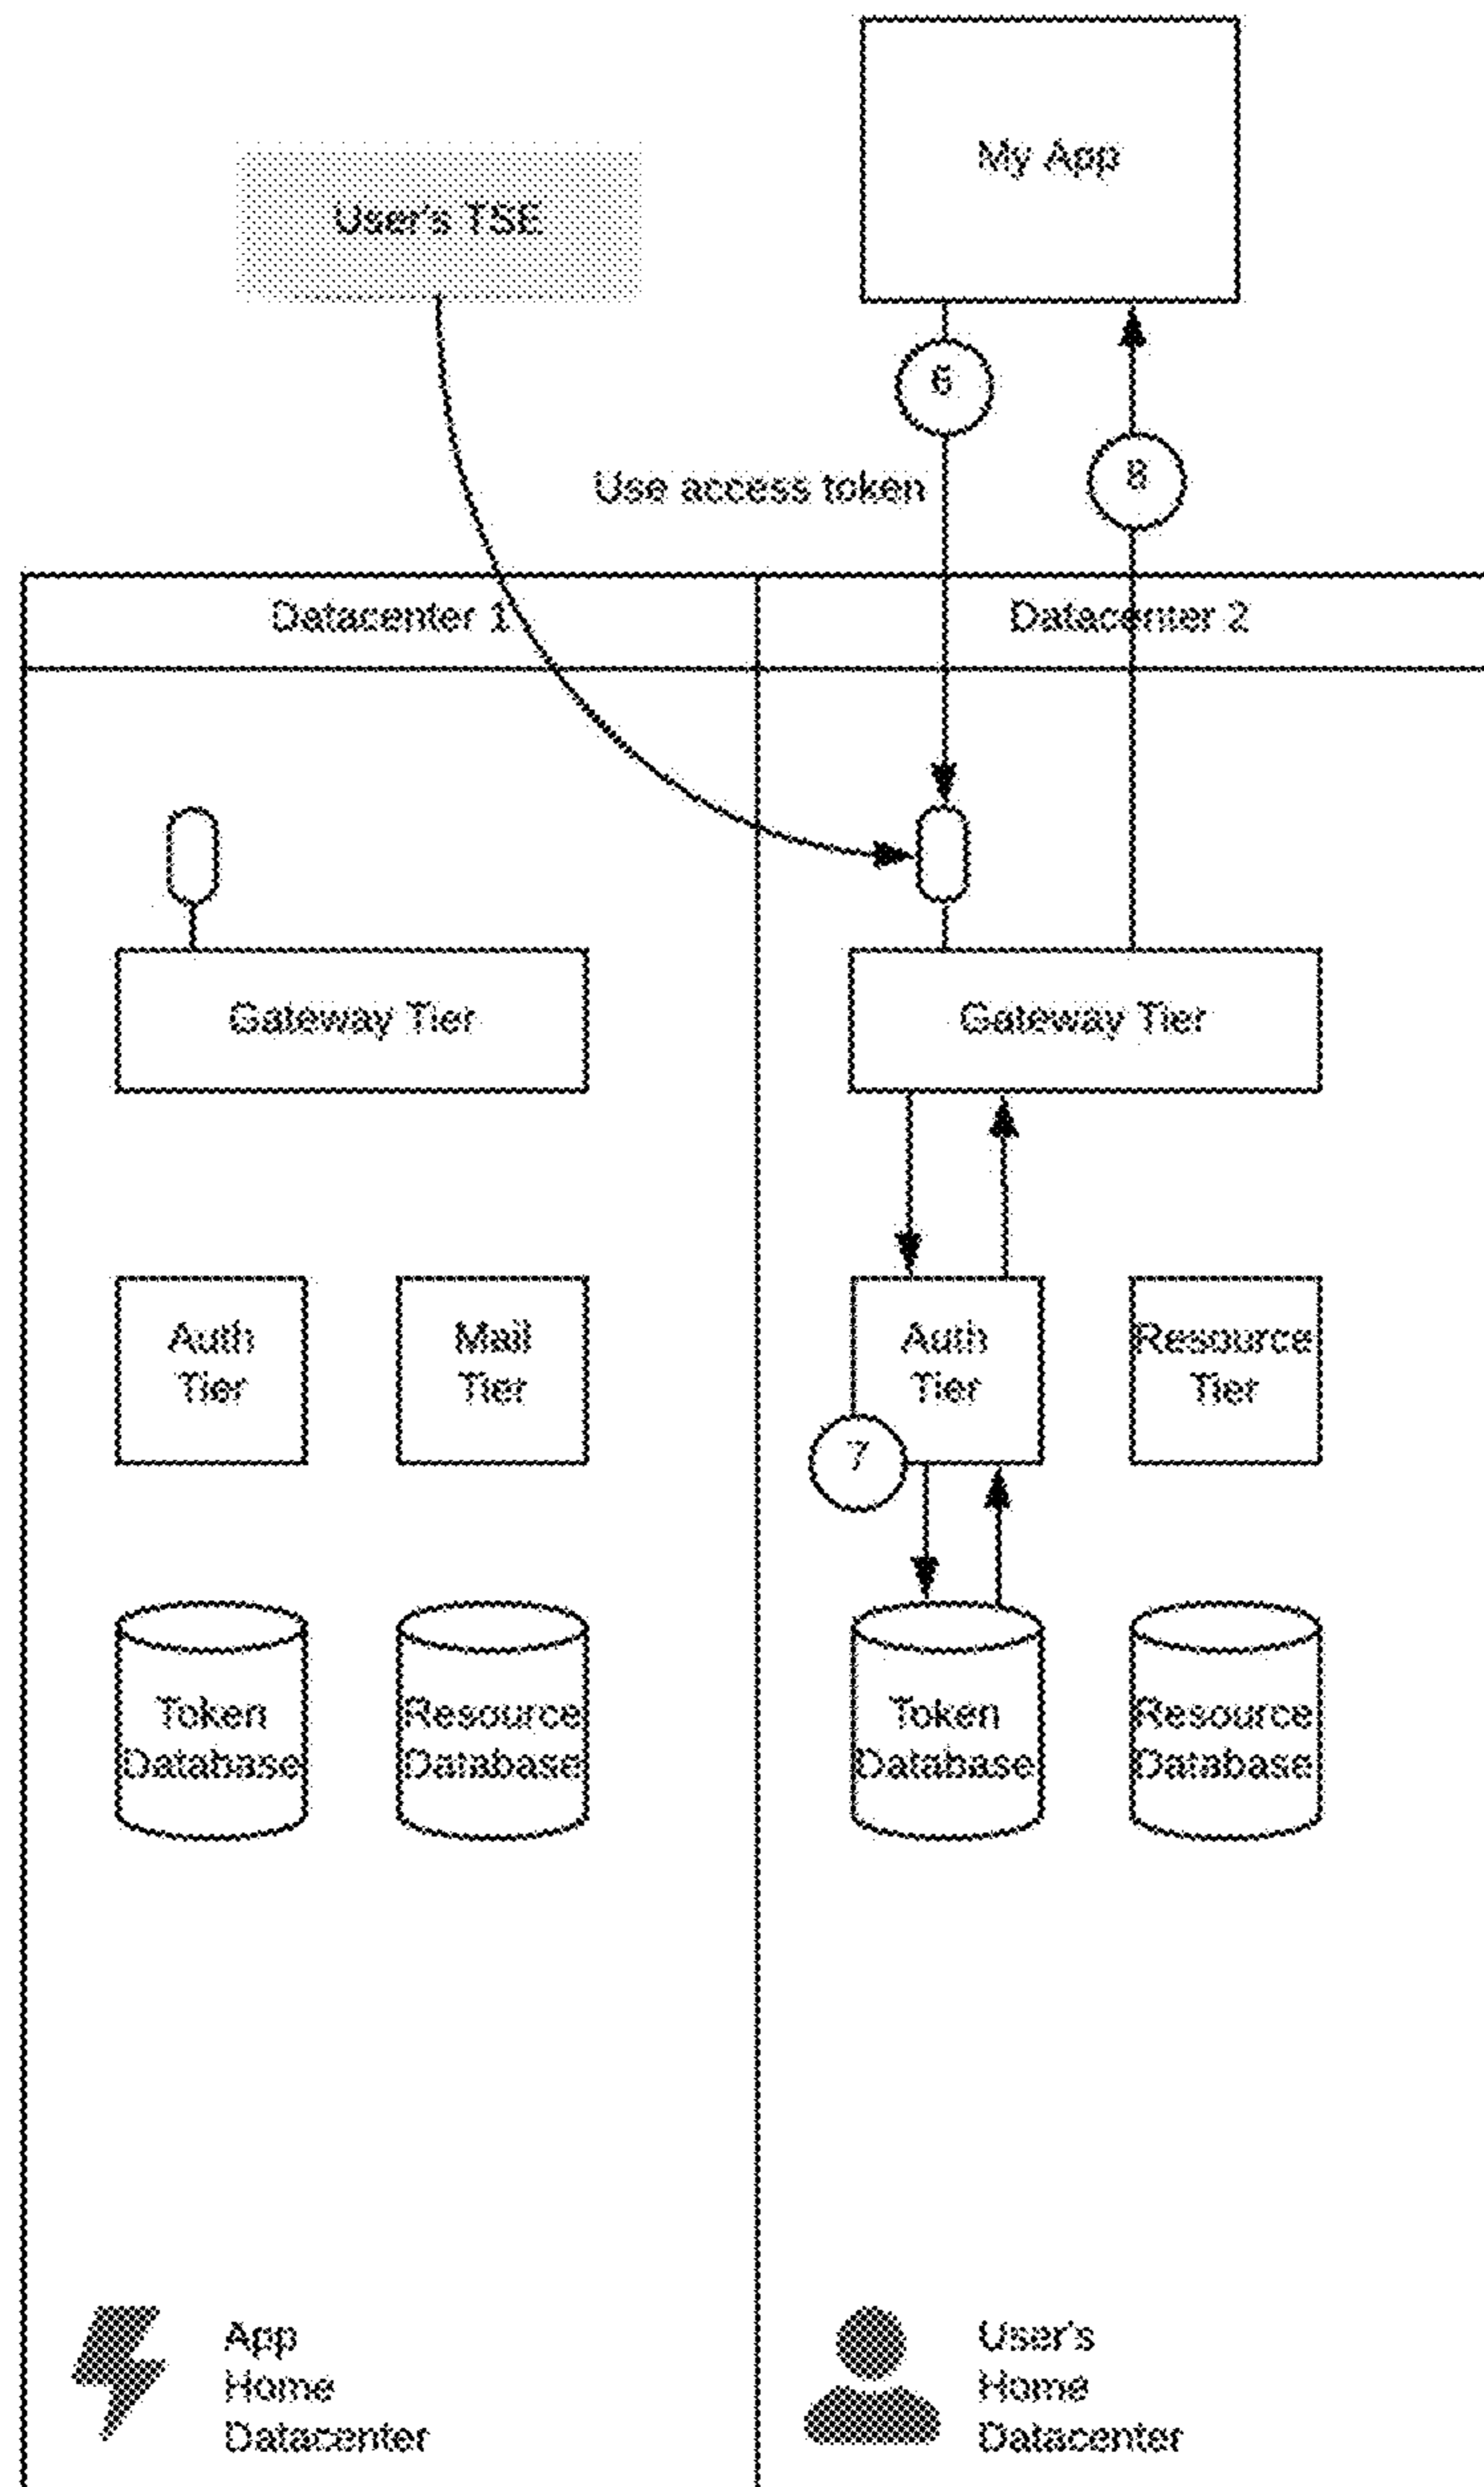 My App
User's TSE
6
Use access token
8
Datacenter 1
Datacenter 2
Gateway Tier
Gateway Tier
Auth
Tier
Mail
Tier
Auth
Tier
Resource
Tier
7
Token
Database
Resource
Database
Token
Database
Resource
Database
App
Home
Datacenter
User's
Home
Datacenter